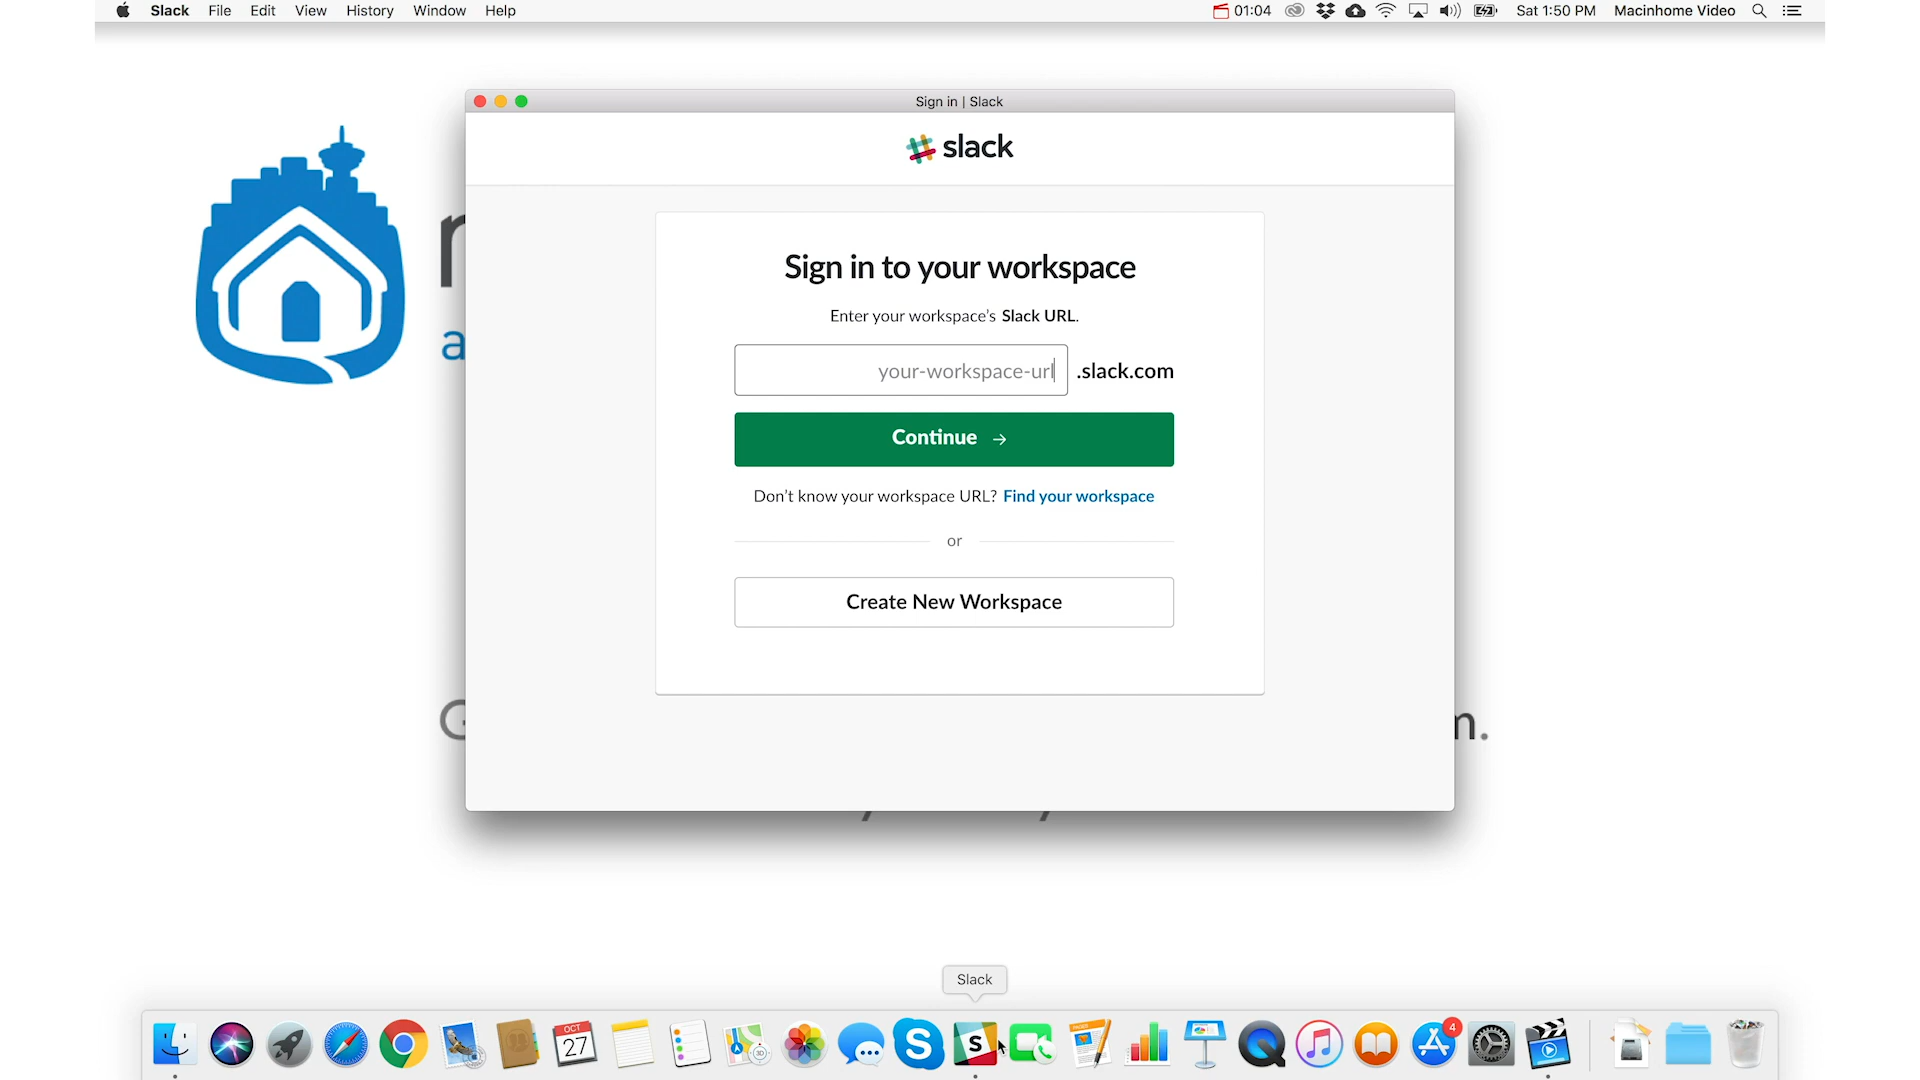 Slack File Edit View History Window Help 01:04 Sat 1:50 PM Macinhome Video
Sign in | Slack
slack
Sign in to your workspace
Enter your workspace's Slack URL.
your-workspace-url .slack.com
Continue →
Don't know your workspace URL? Find your workspace
or
Create New Workspace
Slack
OCT
27
PAGES
3D
4